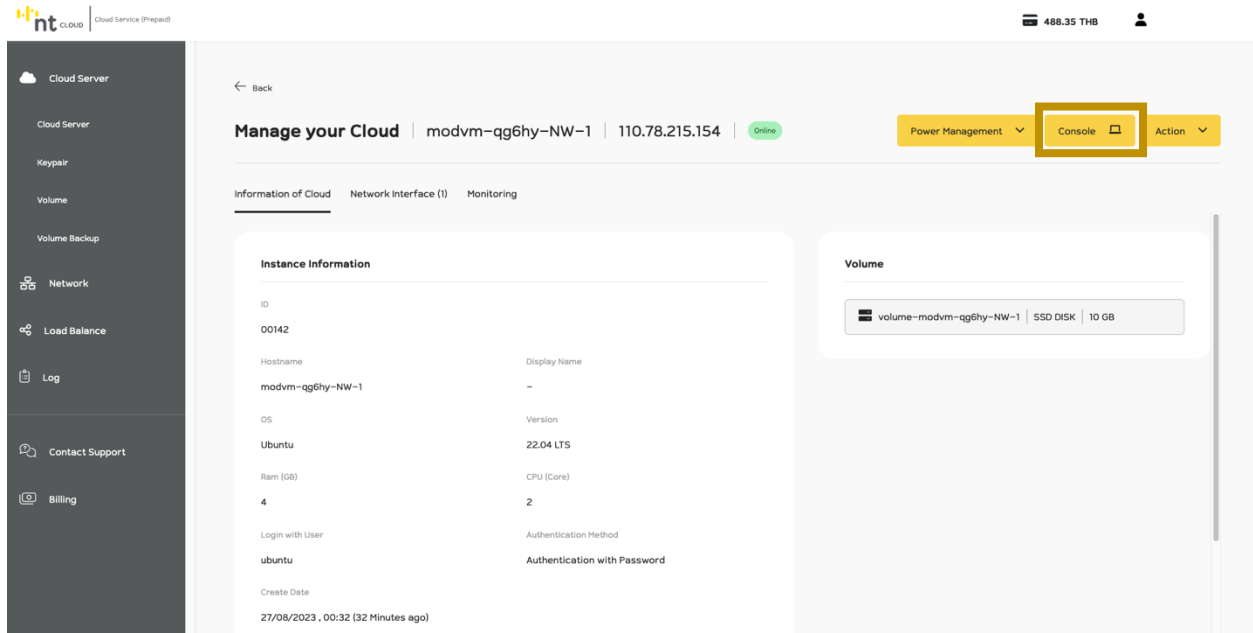 nt CLOUD Cloud Service (Prepaid)
488.35 THB
Cloud Server
Cloud Server
Keypair
Volume
Volume Backup
Network
Load Balance
Log
Contact Support
Billing
Back
Manage your Cloud modvm-qg6hy-NW-1 110.78.215.154 Online
Power Management Console Action
Information of Cloud Network Interface (1) Monitoring
Instance Information
ID
00142
Hostname Display Name
modvm-qg6hy-NW-1 -
OS Version
Ubuntu 22.04 LTS
Ram (GB) CPU (Core)
4 2
Login with User Authentication Method
ubuntu Authentication with Password
Create Date
27/08/2023 , 00:32 (32 Minutes ago)
Volume
volume-modvm-qg6hy-NW-1 SSD DISK 10 GB